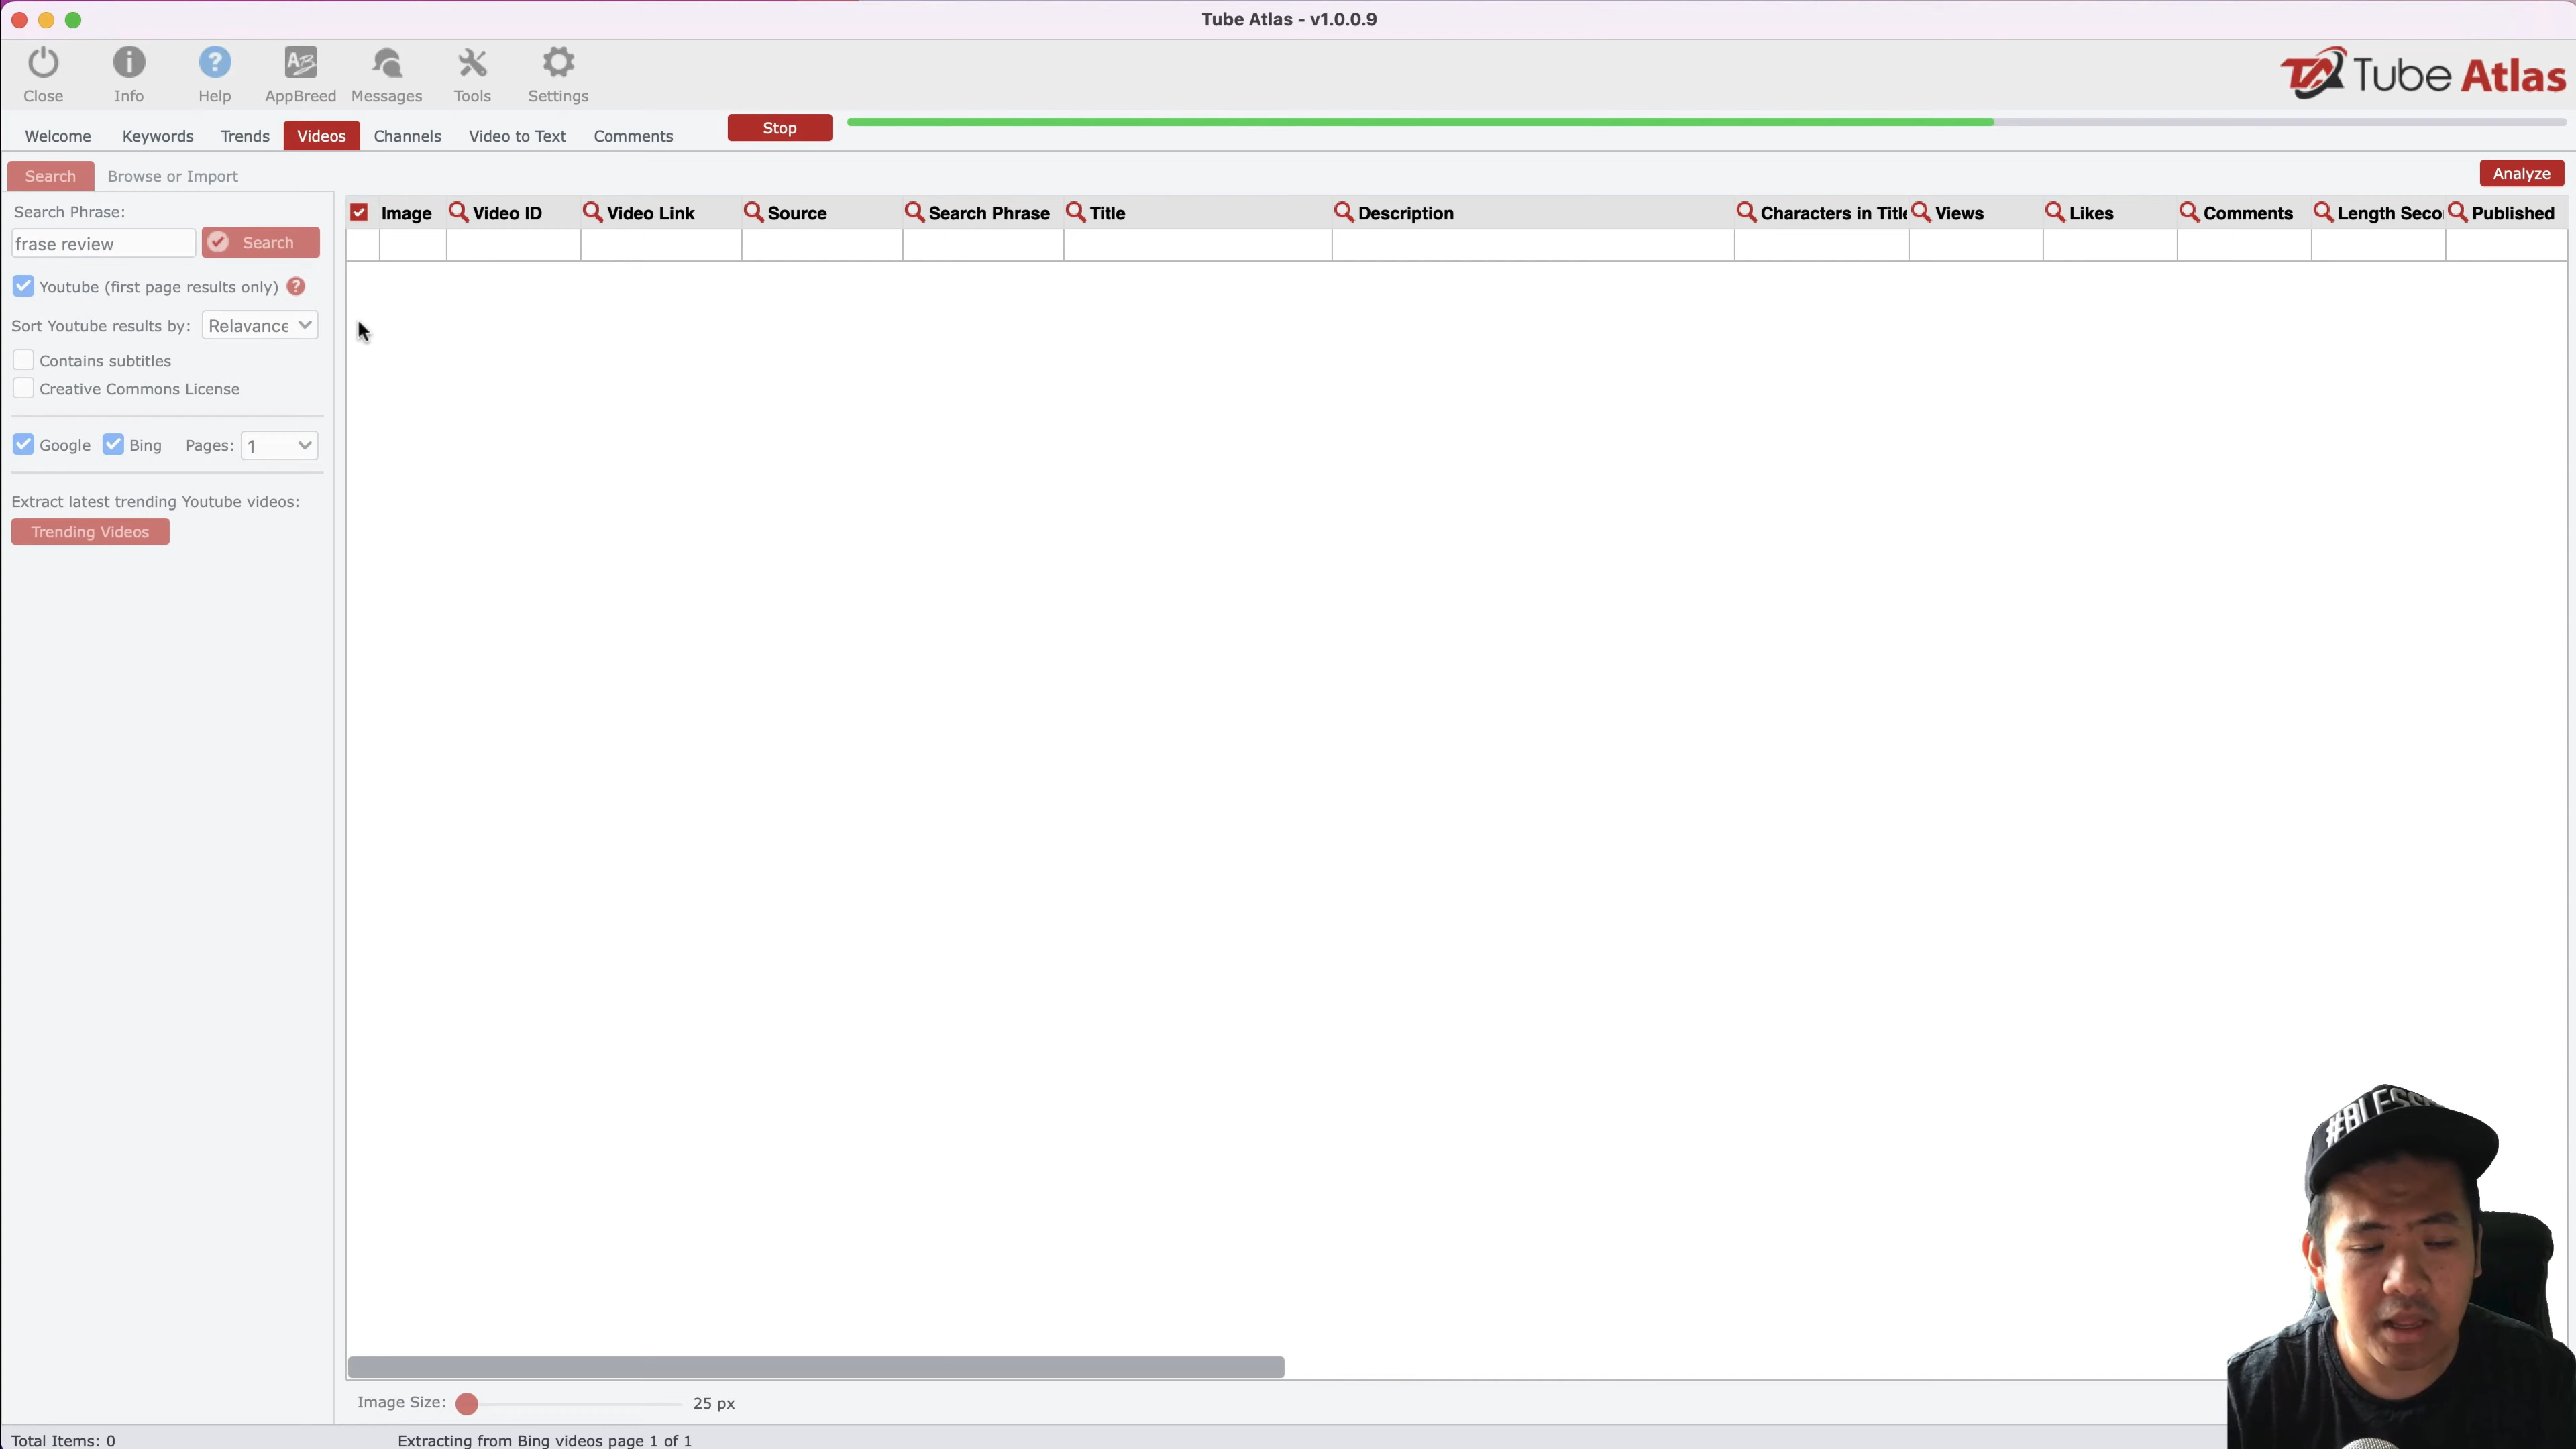 Tube Atlas - v1.0.0.9
Close
Info
Help
AppBreed
Messages
Tools
Settings
Tube Atlas
Welcome
Keywords
Trends
Videos
Channels
Video to Text
Comments
Stop
Search
Browse or Import
Analyze
Search Phrase:
frase review
Search
Youtube (first page results only)
Sort Youtube results by:
Relavance
Contains subtitles
Creative Commons License
Google
Bing
Pages:
1
Extract latest trending Youtube videos:
Trending Videos
Image
Video ID
Video Link
Source
Search Phrase
Title
Description
Characters in Title
Views
Likes
Comments
Length Seco
Published
#BLESS
Image Size:
25 px
Total Items: 0
Extracting from Bing videos page 1 of 1